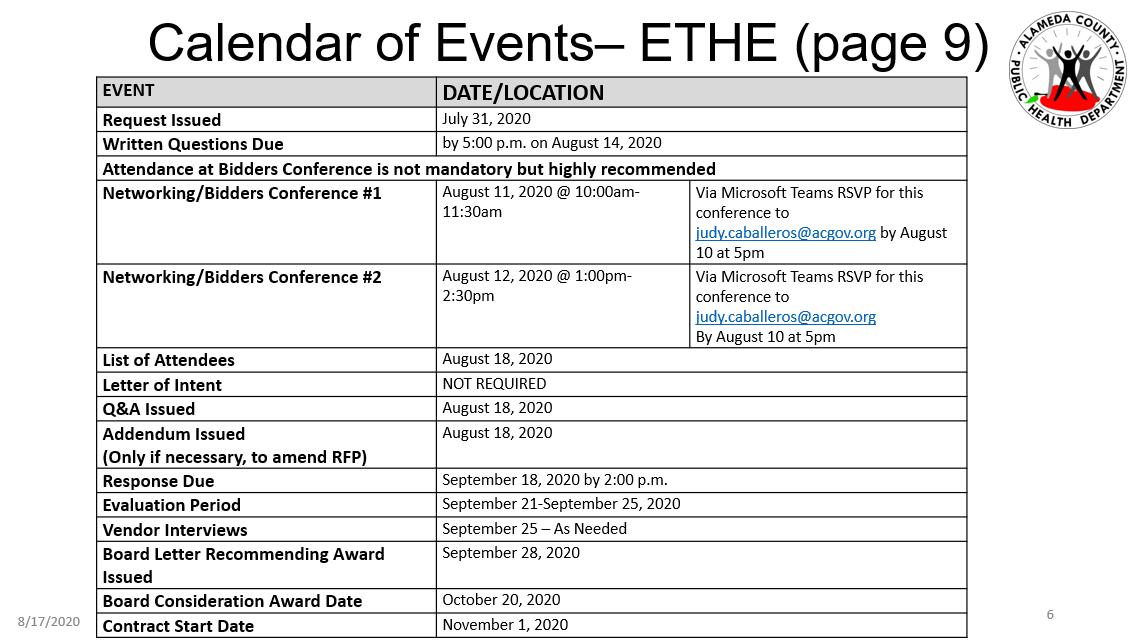 Calendar of Events– ETHE (page 9)
ALAMEDA COUNTY
PUBLIC HEALTH DEPARTMENT
EVENT
DATE/LOCATION
Request Issued
July 31, 2020
Written Questions Due
by 5:00 p.m. on August 14, 2020
Attendance at Bidders Conference is not mandatory but highly recommended
Networking/Bidders Conference #1
August 11, 2020 @ 10:00am-
11:30am
Via Microsoft Teams RSVP for this
conference to
judy.caballeros@acgov.org by August
10 at 5pm
Networking/Bidders Conference #2
August 12, 2020 @ 1:00pm-
2:30pm
Via Microsoft Teams RSVP for this
conference to
judy.caballeros@acgov.org
By August 10 at 5pm
List of Attendees
August 18, 2020
Letter of Intent
NOT REQUIRED
Q&A Issued
August 18, 2020
Addendum Issued
(Only if necessary, to amend RFP)
August 18, 2020
Response Due
September 18, 2020 by 2:00 p.m.
Evaluation Period
September 21-September 25, 2020
Vendor Interviews
September 25 – As Needed
Board Letter Recommending Award
Issued
September 28, 2020
Board Consideration Award Date
October 20, 2020
Contract Start Date
November 1, 2020
8/17/2020
6